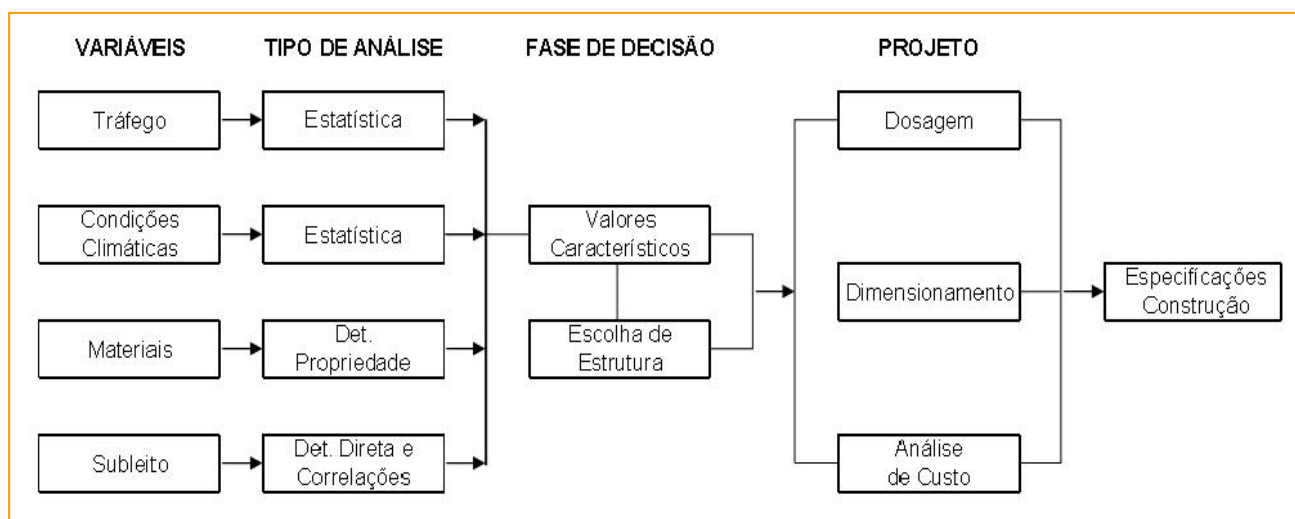 VARIÁVEIS
TIPO DE ANÁLISE
FASE DE DECISÃO
PROJETO
Tráfego
Estatística
Dosagem
Condições
Climáticas
Estatística
Valores
Característicos
Dimensionamento
Especifícações
Construção
Materiais
Det.
Propriedade
Escolha de
Estrutura
Subleito
Det. Direta e
Correlações
Análise
de Custo